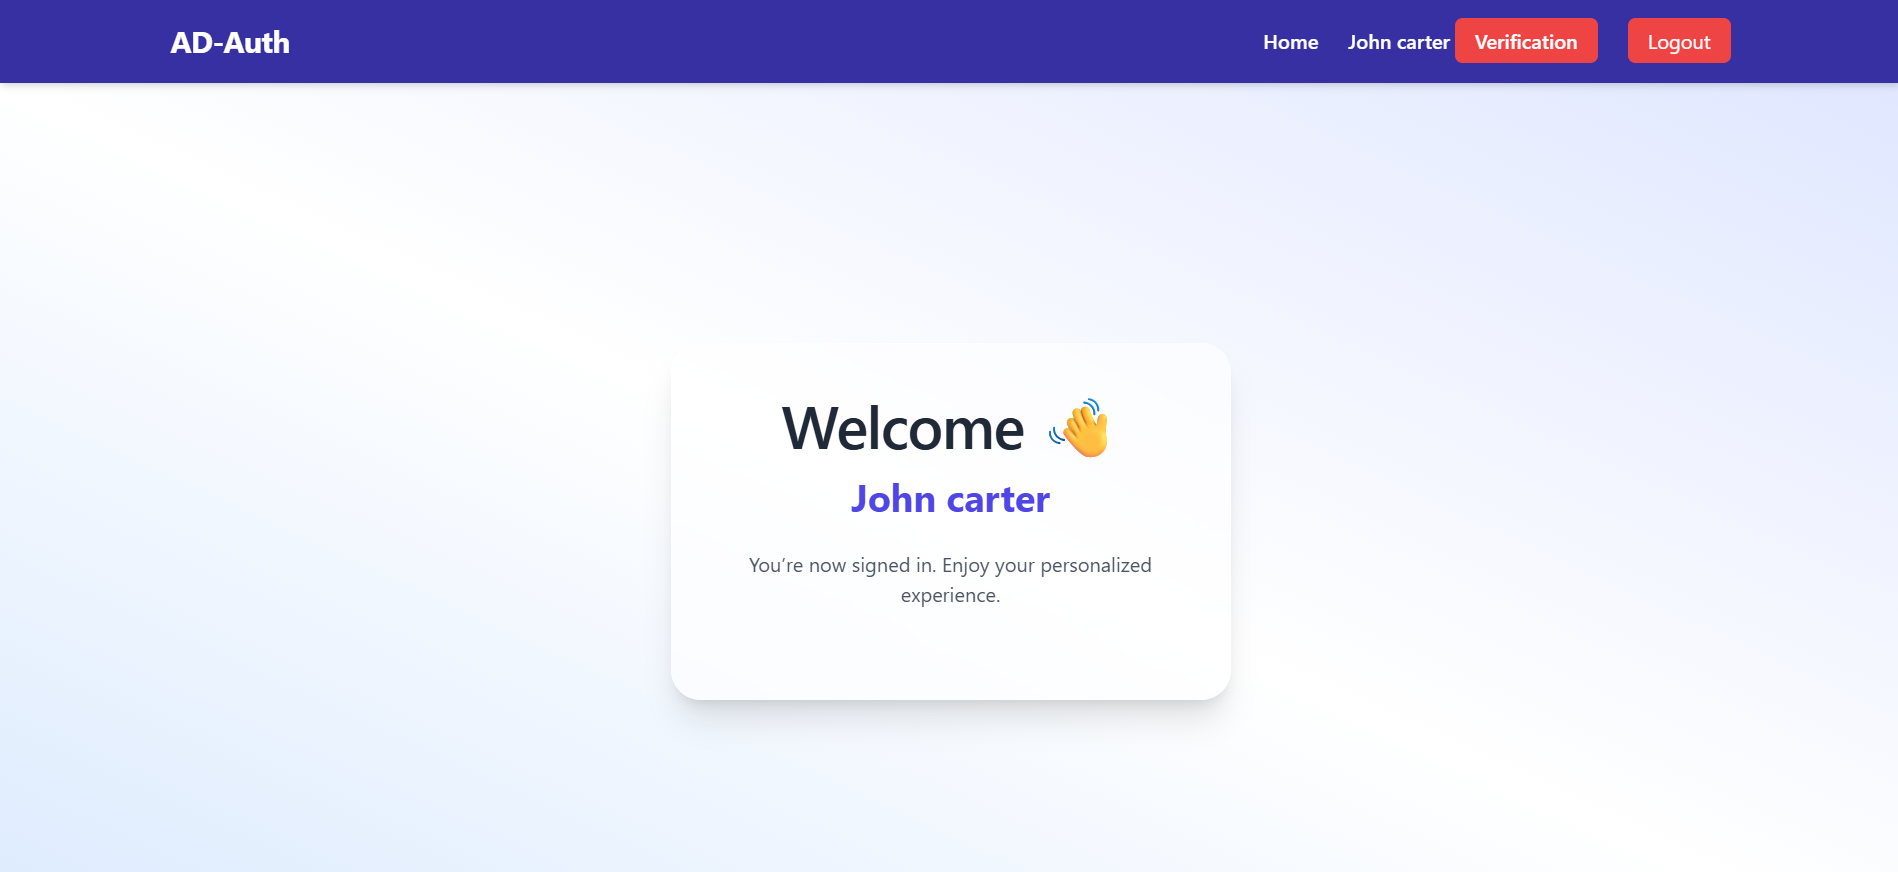 AD-Auth
Home John carter Verification Logout
Welcome 👋
John carter
You’re now signed in. Enjoy your personalized
experience.